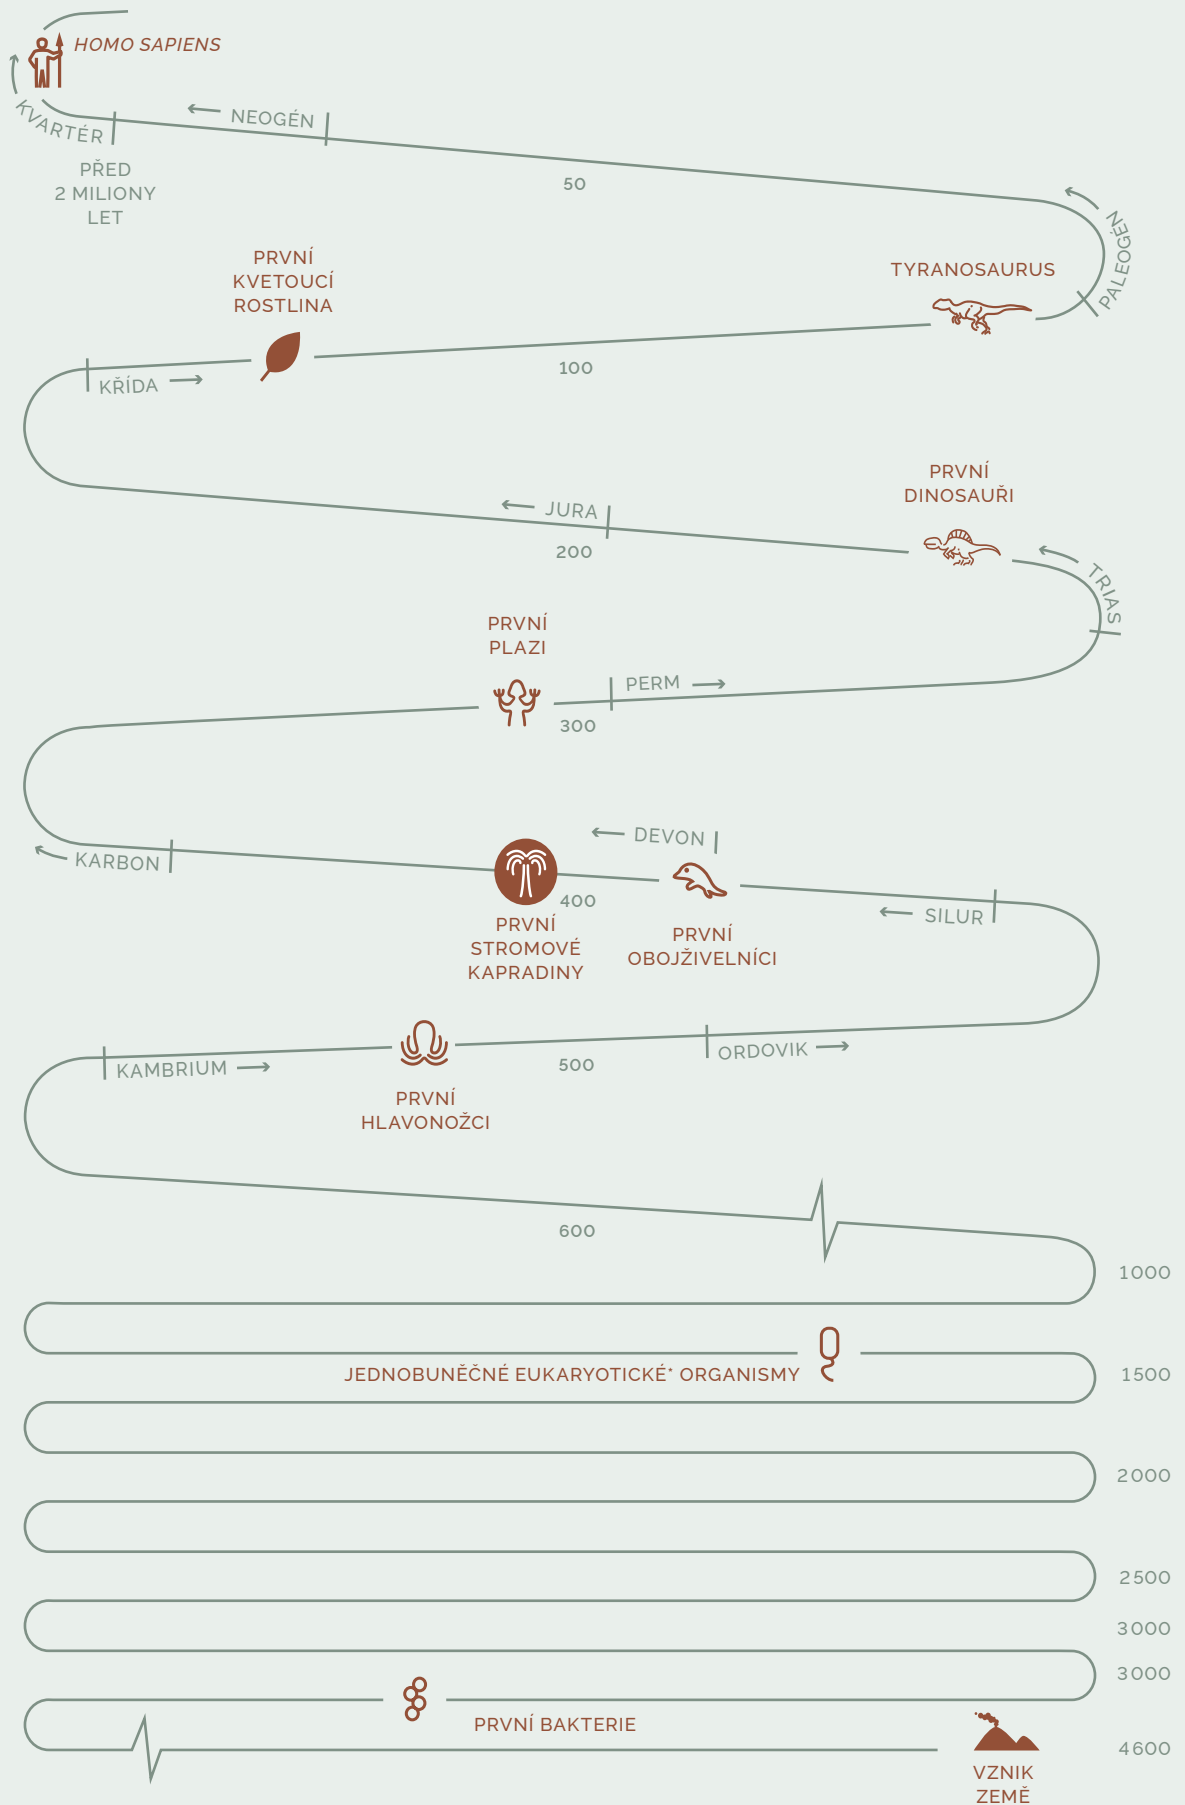 HOMO SAPIENS
KVARTÉR
NEOGÉN
PŘED
2 MILIONY
LET
50
PALEOGÉN
PRVNÍ
KVETOUCÍ
ROSTLINA
TYRANOSAURUS
100
KŘÍDA
PRVNÍ
DINOSAUŘI
JURA
200
TRIAS
PRVNÍ
PLAZI
PERM
300
DEVON
KARBON
400
SILUR
PRVNÍ
STROMOVÉ
KAPRADINY
PRVNÍ
OBOJŽIVELNÍCI
ORDOVIK
500
KAMBRIUM
PRVNÍ
HLAVONOŽCI
600
1000
JEDNOBUNĚČNÉ EUKARYOTICKÉ* ORGANISMY
1500
2000
2500
3000
3000
PRVNÍ BAKTERIE
4600
VZNIK
ZEMĚ